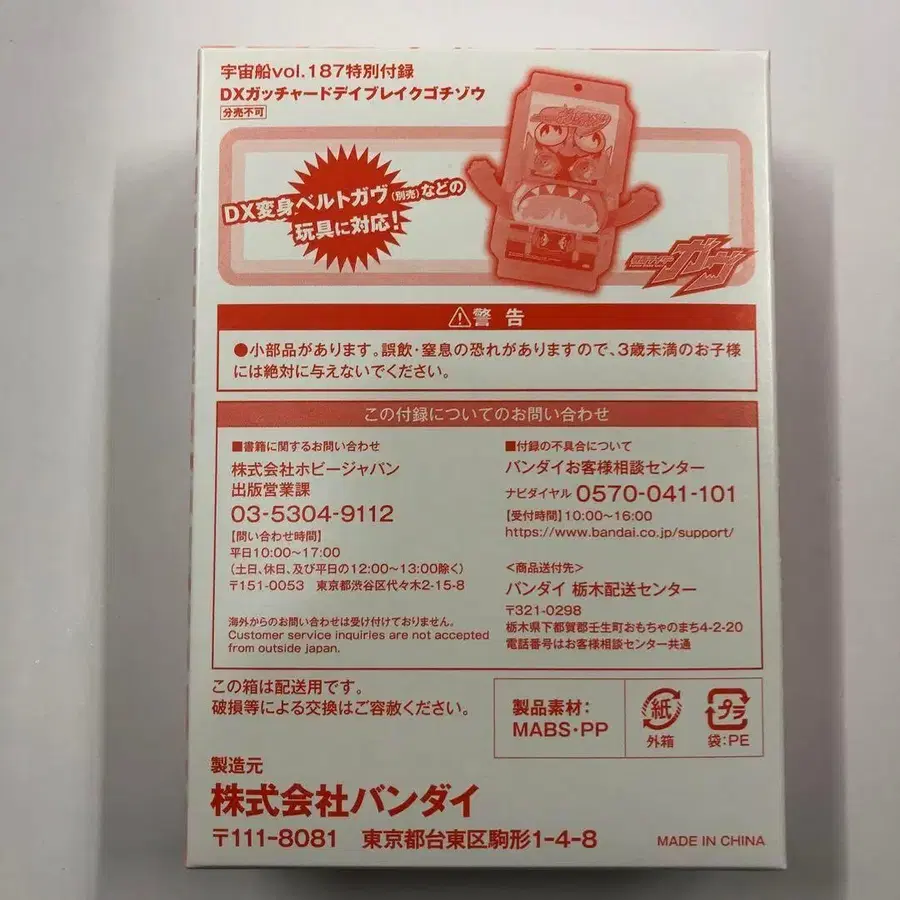 宇宙船vol.187特別付録
DXガッチャードデイブレイクゴチゾウ
分売不可
DX変身ベルトガヴ(別売)などの
玩具に対応!
仮面ライダー
ガヴ
警告
●小部品があります。誤飲・窒息の恐れがありますので、3歳未満のお子様
には絶対に与えないでください。
この付録についてのお問い合わせ
■書籍に関するお問い合わせ
株式会社ホビージャパン
出版営業課
03-5304-9112
【問い合わせ時間】
平日10:00〜17:00
(土日、休日、及び平日の12:00〜13:00除く)
〒151-0053 東京都渋谷区代々木2-15-8
海外からのお問い合わせは受け付けておりません。
Customer service inquiries are not accepted
from outside japan.
■付録の不具合について
バンダイお客様相談センター
ナビダイヤル 0570-041-101
【受付時間】10:00〜16:00
https://www.bandai.co.jp/support/
<商品送付先>
バンダイ 栃木配送センター
〒321-0298
栃木県下都賀郡壬生町おもちゃのまち4-2-20
電話番号はお客様相談センター共通
この箱は配送用です。
破損等による交換はご容赦ください。
製品素材:
MABS・PP
紙
外箱
プラ
袋:PE
製造元
株式会社バンダイ
〒111-8081 東京都台東区駒形1-4-8
MADE IN CHINA